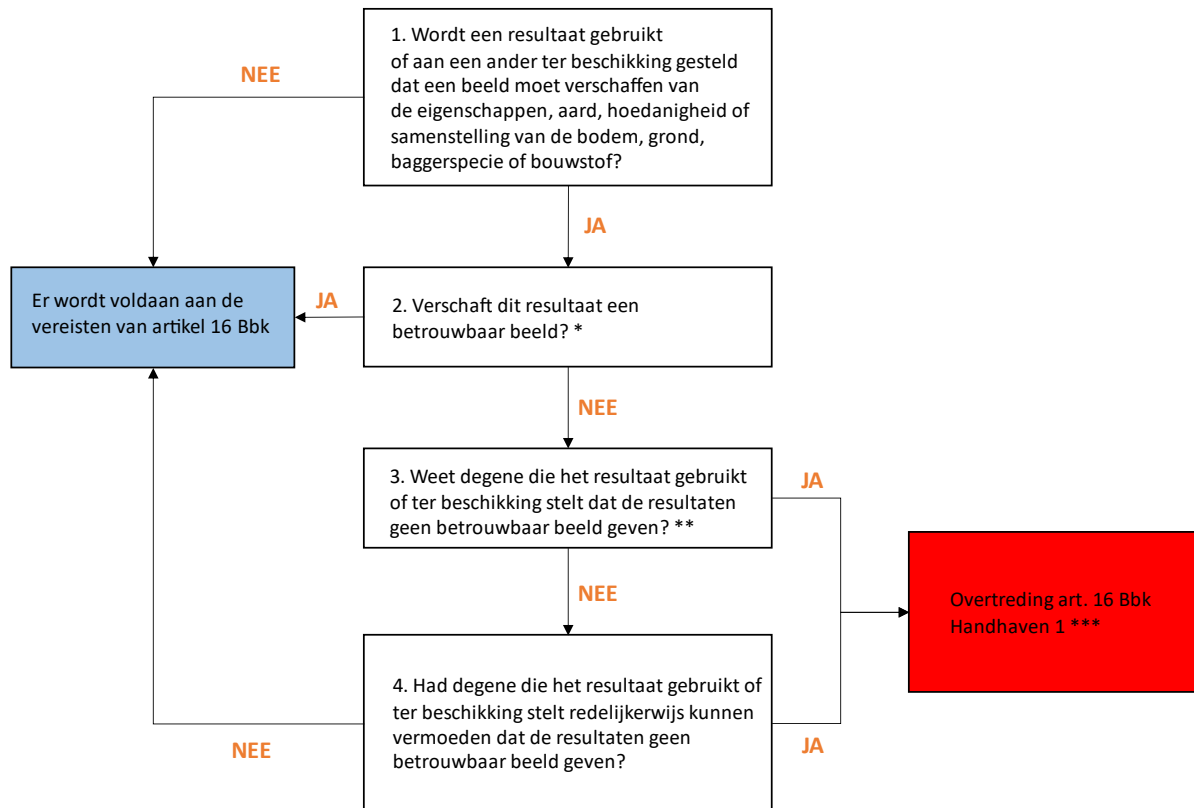 1. Wordt een resultaat gebruikt
of aan een ander ter beschikking gesteld
dat een beeld moet verschaffen van
de eigenschappen, aard, hoedanigheid of
samenstelling van de bodem, grond,
baggerspecie of bouwstof?
NEE
JA
Er wordt voldaan aan de
vereisten van artikel 16 Bbk
JA
2. Verschaft dit resultaat een
betrouwbaar beeld? *
NEE
3. Weet degene die het resultaat gebruikt
of ter beschikking stelt dat de resultaten
geen betrouwbaar beeld geven? **
JA
NEE
Overtreding art. 16 Bbk
Handhaven 1 ***
4. Had degene die het resultaat gebruikt of
ter beschikking stelt redelijkerwijs kunnen
vermoeden dat de resultaten geen
betrouwbaar beeld geven?
NEE
JA